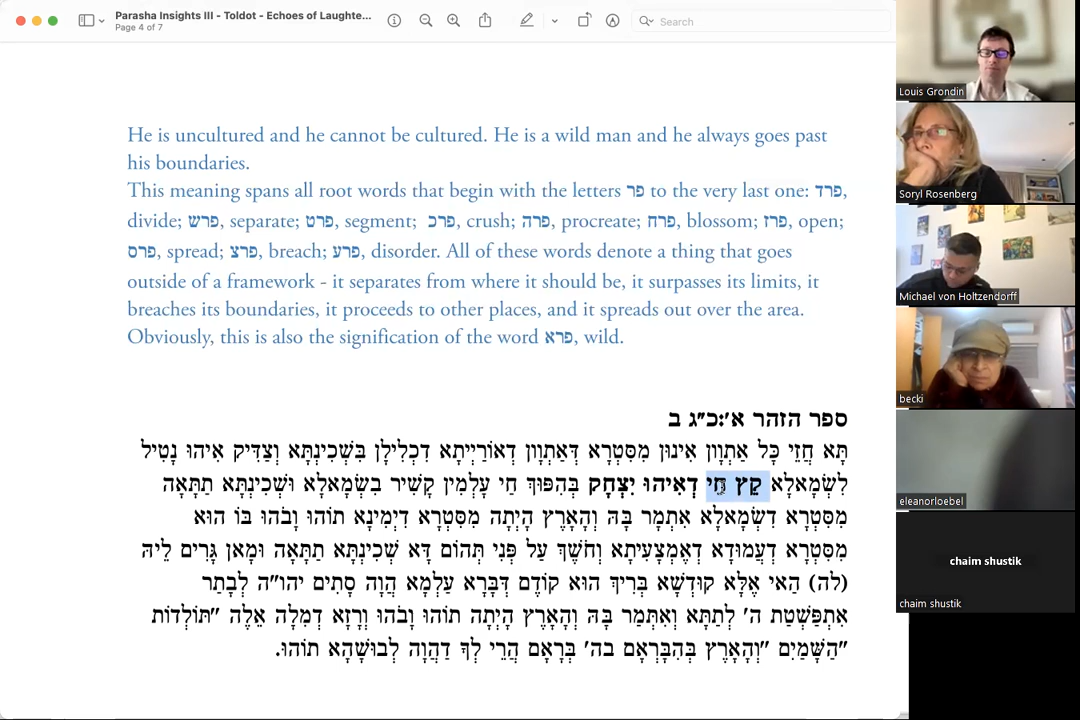 Parasha Insights III - Toldot - Echoes of Laughte...
Page 4 of 7
Search
He is uncultured and he cannot be cultured. He is a wild man and he always goes past
his boundaries.
This meaning spans all root words that begin with the letters פר to the very last one: פרד,
divide; פרש, separate; פרט, segment; פרכ, crush; פרה, procreate; פרח, blossom; פרז, open;
פרס, spread; פרצ, breach; פרע, disorder. All of these words denote a thing that goes
outside of a framework - it separates from where it should be, it surpasses its limits, it
breaches its boundaries, it proceeds to other places, and it spreads out over the area.
Obviously, this is also the signification of the word פרא, wild.
ספר הזהר א׳:כ״ג ב
תָּא חֲזֵי כָּל אַתְוָון אִינּוּן מִסִּטְרָא דְּאַתְוָון דְּאוֹרַיְיתָא דִכְלִילָן בִּשְׁכִינְתָּא וְצַדִּיק אִיהוּ נָטִיל
לִשְׂמָאלָא קֵץ חַי דְאִיהוּ יִצְחָק בְּהִפּוּךְ חַי עָלְמִין קָשִׁיר בִּשְׂמָאלָא וּשְׁכִינְתָּא תַּתָּאָה
מִסִּטְרָא דִשְׂמָאלָא אִתְמָר בָּהּ וְהָאָרֶץ הָיְתָה מִסִּטְרָא דִימִינָא תוֹהוּ וָבֹהוּ בּוֹ הוּא
מִסִּטְרָא דְעַמּוּדָא דְאֶמְצָעִיתָא וְחֹשֶׁךְ עַל פְּנֵי תְהוֹם דָּא שְׁכִינְתָּא תַּתָּאָה וּמָאן גָּרִים לֵיהּ
(לה) הַאי אֶלָּא קוּדְשָׁא בְּרִיךְ הוּא קוֹדֶם דְּבָרָא עַלְמָא הֲוָה סָתִים יהו״ה לְבָתַר
אִתְפַּשְּׁטַת ה׳ לְתַתָּא וְאִתְּמַר בָּהּ וְהָאָרֶץ הָיְתָה תוֹהוּ וָבֹהוּ וְרָזָא דְמִלָּה אֵלֶּה ״תּוֹלְדוֹת
״הַשָּׁמַיִם ״וְהָאָרֶץ בְּהִבָּרְאָם בה׳ בְּרָאָם הֲרֵי לְךָ דַהֲוָה לְבוּשָׁהָא תוֹהוּ.
Louis Grondin
Soryl Rosenberg
Michael von Holtzendorff
becki
eleanorloebel
chaim shustik
chaim shustik